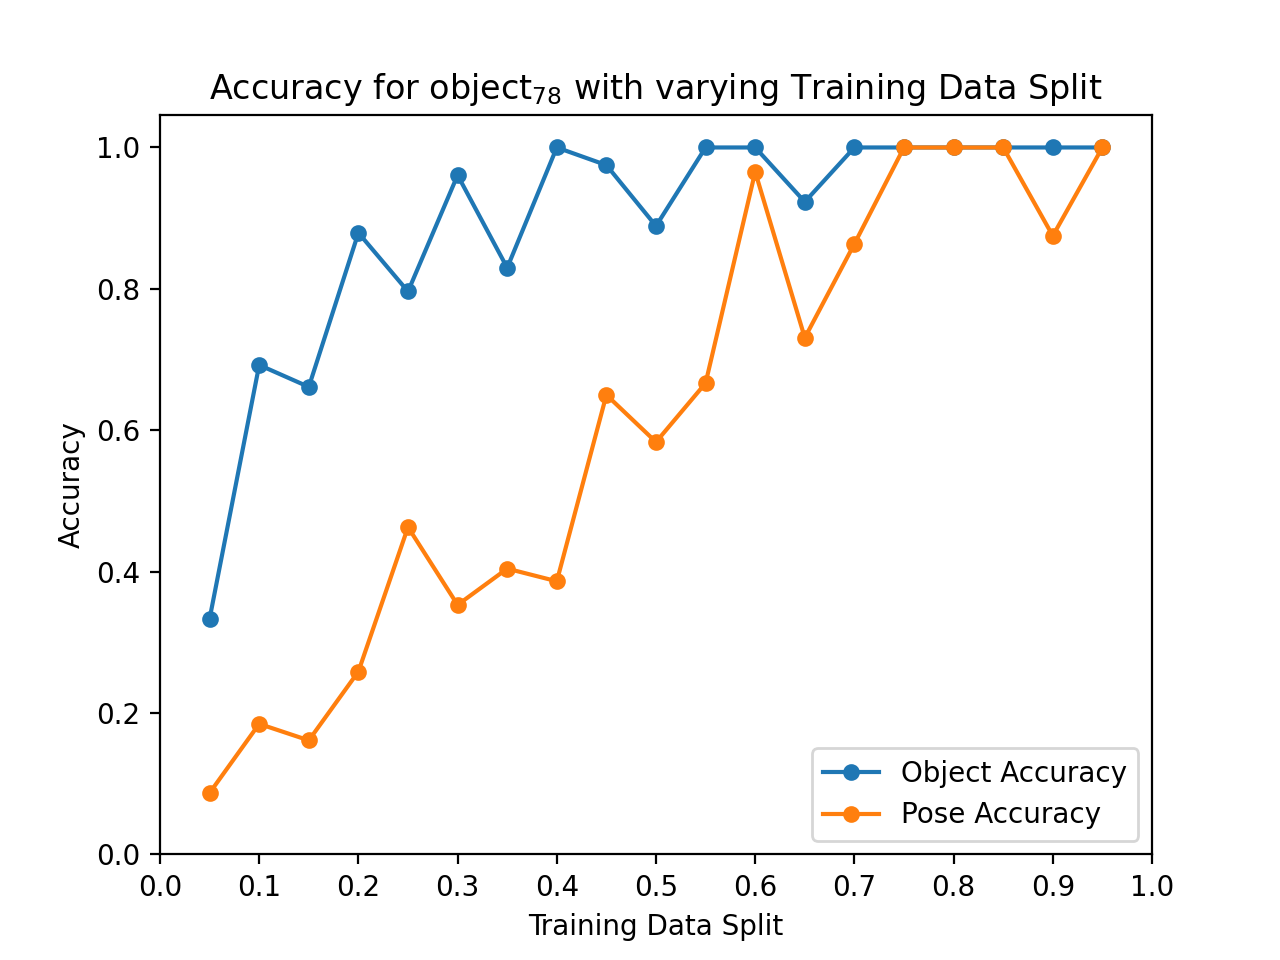 Accuracy for object₇₈ with varying Training Data Split
1.0
0.8
0.6
0.4
0.2
0.0
Accuracy
Object Accuracy
Pose Accuracy
0.0 0.1 0.2 0.3 0.4 0.5 0.6 0.7 0.8 0.9 1.0
Training Data Split